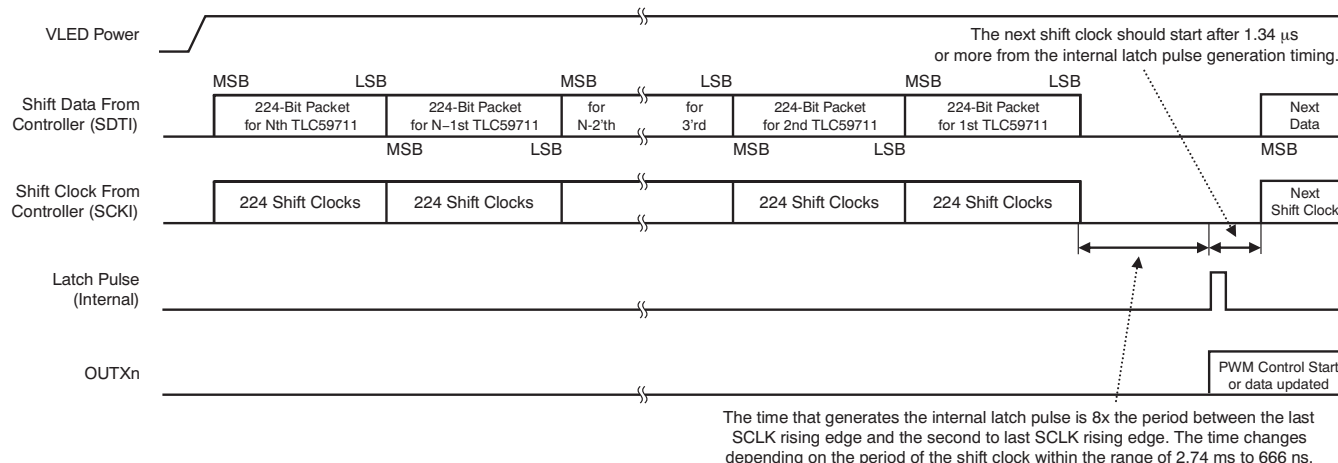 VLED Power
The next shift clock should start after 1.34 μs
or more from the internal latch pulse generation timing.
MSB LSB MSB LSB MSB LSB
Shift Data From
Controller (SDTI)
224-Bit Packet
for Nth TLC59711
224-Bit Packet
for N−1st TLC59711
for
N-2'th
for
3'rd
224-Bit Packet
for 2nd TLC59711
224-Bit Packet
for 1st TLC59711
Next
Data
MSB LSB MSB LSB MSB
Shift Clock From
Controller (SCKI)
224 Shift Clocks
224 Shift Clocks
224 Shift Clocks
224 Shift Clocks
Next
Shift Clock
Latch Pulse
(Internal)
OUTXn
PWM Control Start
or data updated
The time that generates the internal latch pulse is 8x the period between the last
SCLK rising edge and the second to last SCLK rising edge. The time changes
depending on the period of the shift clock within the range of 2.74 ms to 666 ns.